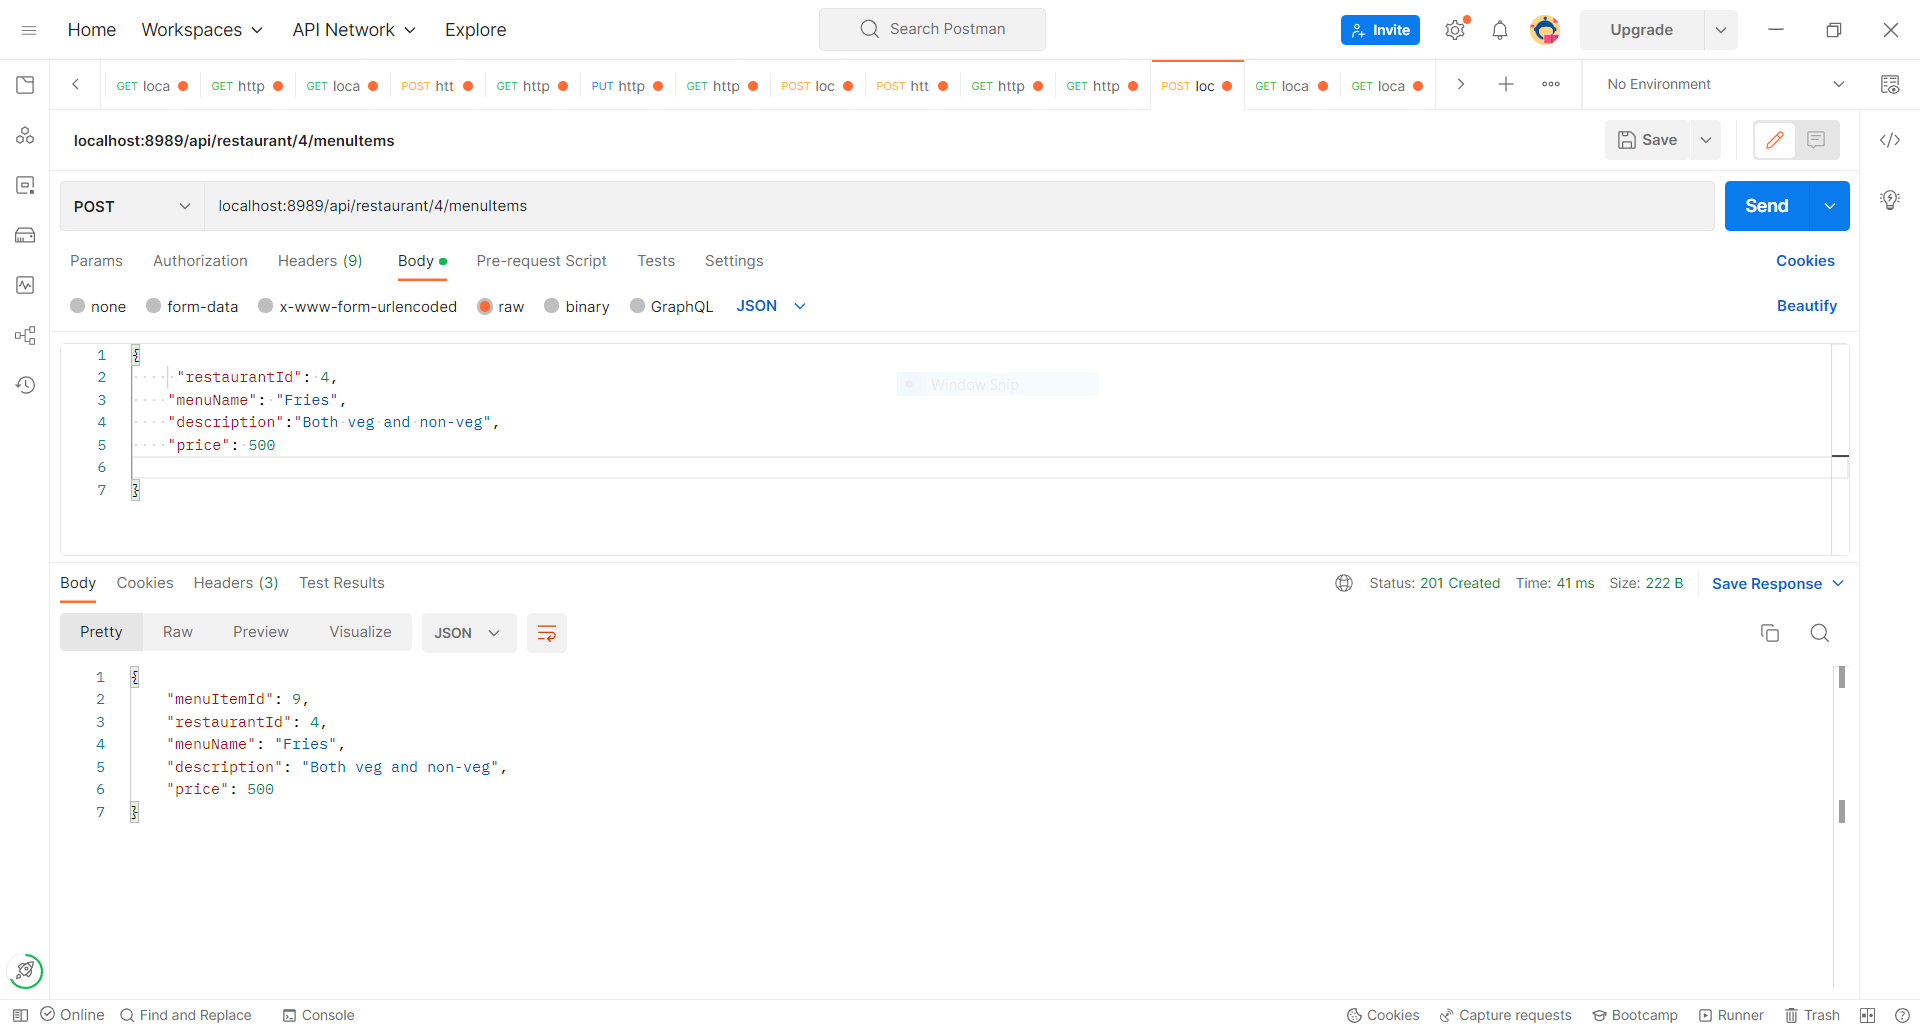 Home Workspaces API Network Explore Search Postman Invite Upgrade
GET loca GET http GET loca POST htt GET http PUT http GET http POST loc POST htt GET http GET http POST loc GET loca GET loca No Environment
localhost:8989/api/restaurant/4/menuItems Save
POST localhost:8989/api/restaurant/4/menuItems Send
Params Authorization Headers (9) Body Pre-request Script Tests Settings Cookies
none form-data x-www-form-urlencoded raw binary GraphQL JSON Beautify
1 {
2 "restaurantId": 4,
Window Snip
3 "menuName": "Fries",
4 "description":"Both veg and non-veg",
5 "price": 500
6
7 }
Body Cookies Headers (3) Test Results Status: 201 Created Time: 41 ms Size: 222 B Save Response
Pretty Raw Preview Visualize JSON
1 {
2 "menuItemId": 9,
3 "restaurantId": 4,
4 "menuName": "Fries",
5 "description": "Both veg and non-veg",
6 "price": 500
7 }
Online Find and Replace Console Cookies Capture requests Bootcamp Runner Trash